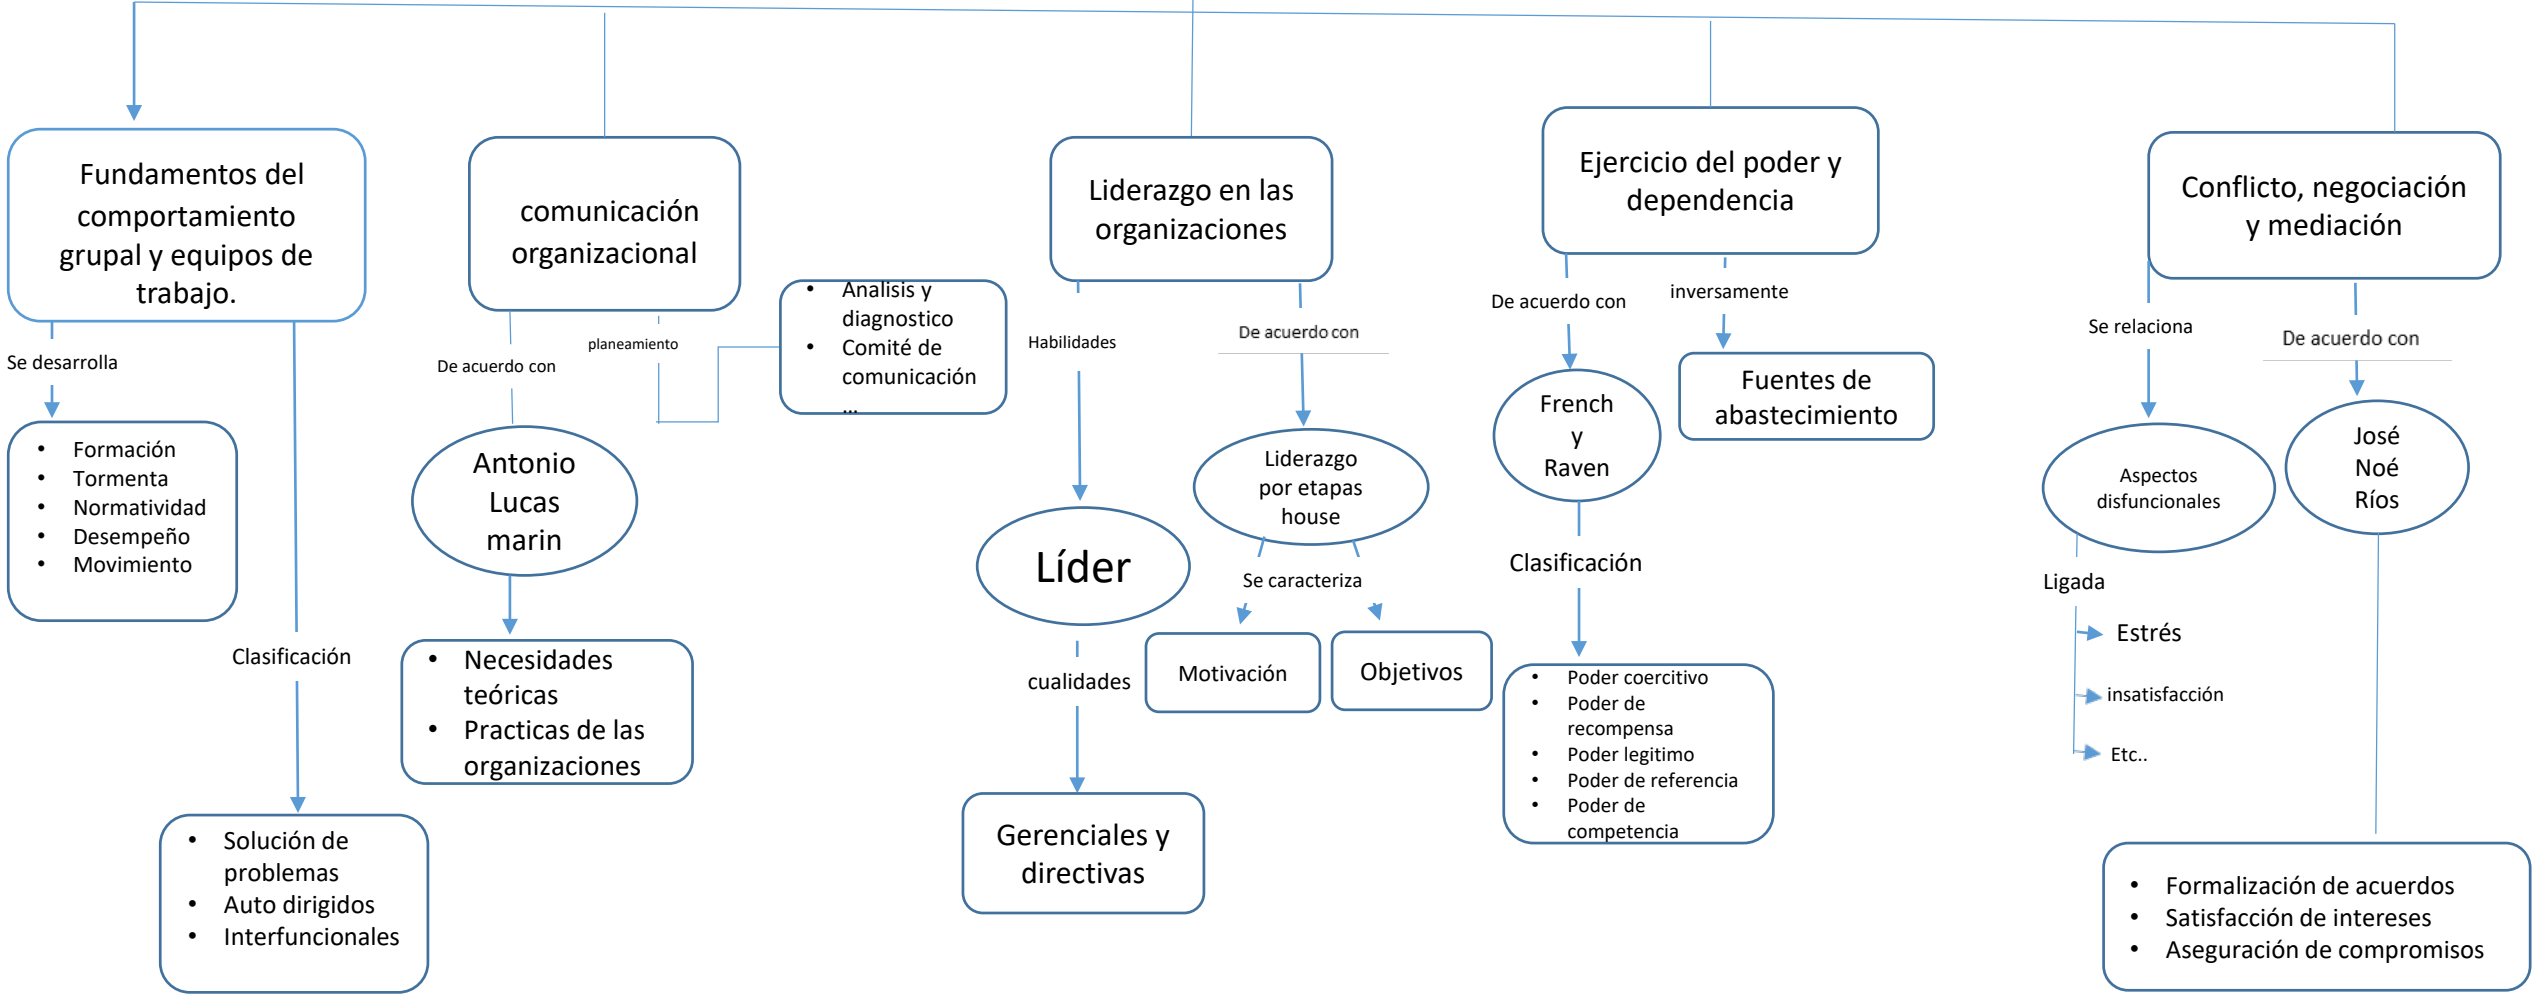 Fundamentos del
comportamiento
grupal y equipos de
trabajo.
Se desarrolla
• Formación
• Tormenta
• Normatividad
• Desempeño
• Movimiento
Clasificación
• Solución de
problemas
• Auto dirigidos
• Interfuncionales
comunicación
organizacional
De acuerdo con
Antonio
Lucas
marin
• Necesidades
teóricas
• Practicas de las
organizaciones
planeamiento
• Analisis y
diagnostico
• Comité de
comunicación
...
Liderazgo en las
organizaciones
Habilidades
Líder
cualidades
Gerenciales y
directivas
De acuerdo con
Liderazgo
por etapas
house
Se caracteriza
Motivación
Objetivos
Ejercicio del poder y
dependencia
De acuerdo con
French
y
Raven
Clasificación
• Poder coercitivo
• Poder de
recompensa
• Poder legitimo
• Poder de referencia
• Poder de
competencia
inversamente
Fuentes de
abastecimiento
Conflicto, negociación
y mediación
Se relaciona
Aspectos
disfuncionales
Ligada
Estrés
insatisfacción
Etc..
De acuerdo con
José
Noé
Ríos
• Formalización de acuerdos
• Satisfacción de intereses
• Aseguración de compromisos